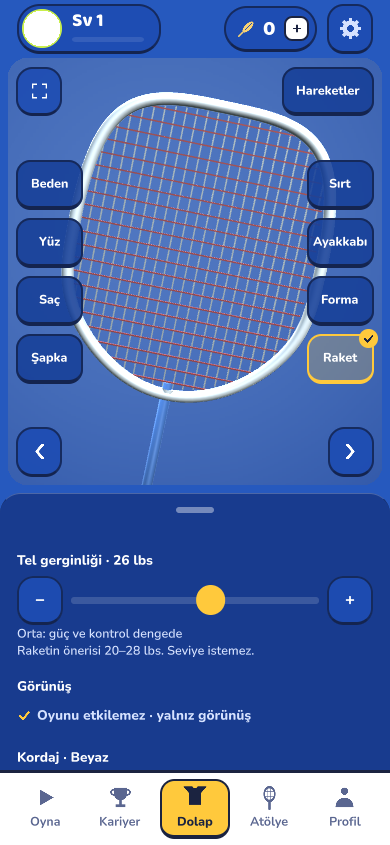 Sv 1
0
+
Hareketler
Beden
Sırt
Yüz
Ayakkabı
Saç
Forma
Şapka
Raket
Tel gerginliği · 26 lbs
−
+
Orta: güç ve kontrol dengede
Raketin önerisi 20–28 lbs. Seviye istemez.
Görünüş
Oyunu etkilemez · yalnız görünüş
Kordaj · Beyaz
Oyna
Kariyer
Dolap
Atölye
Profil